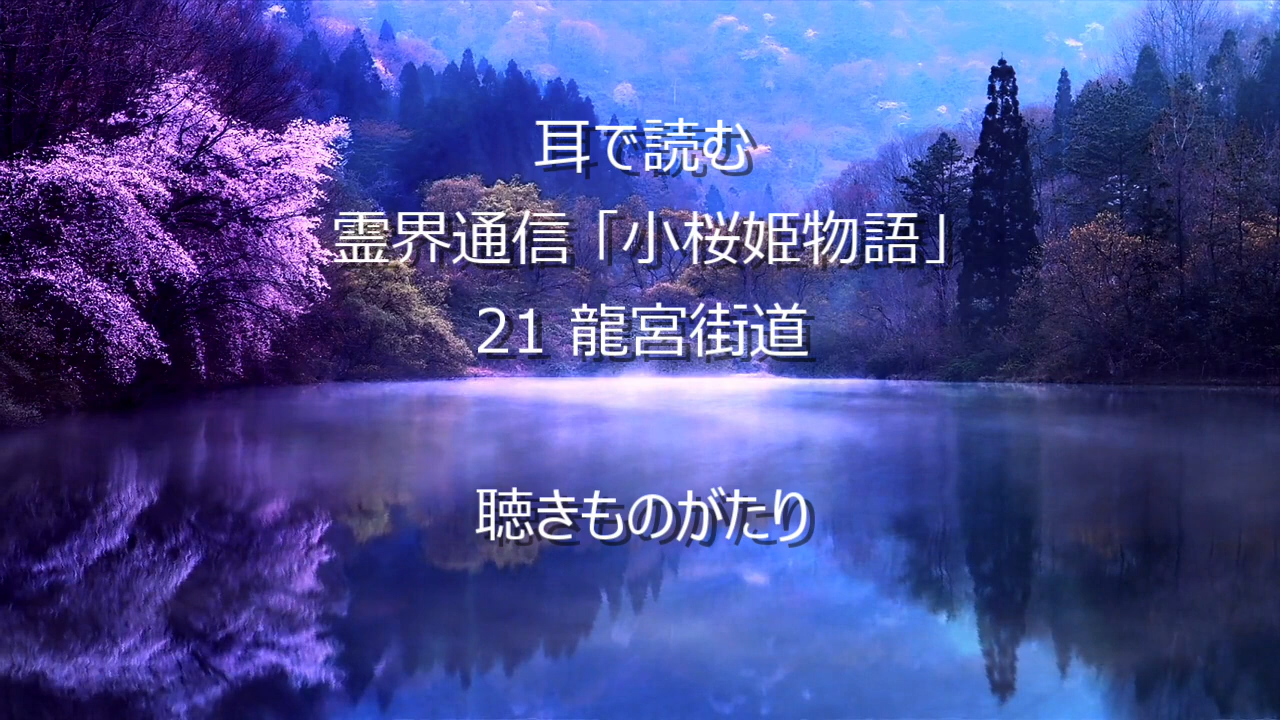 耳で読む
霊界通信「小桜姫物語」
21 龍宮街道
聴きものがたり